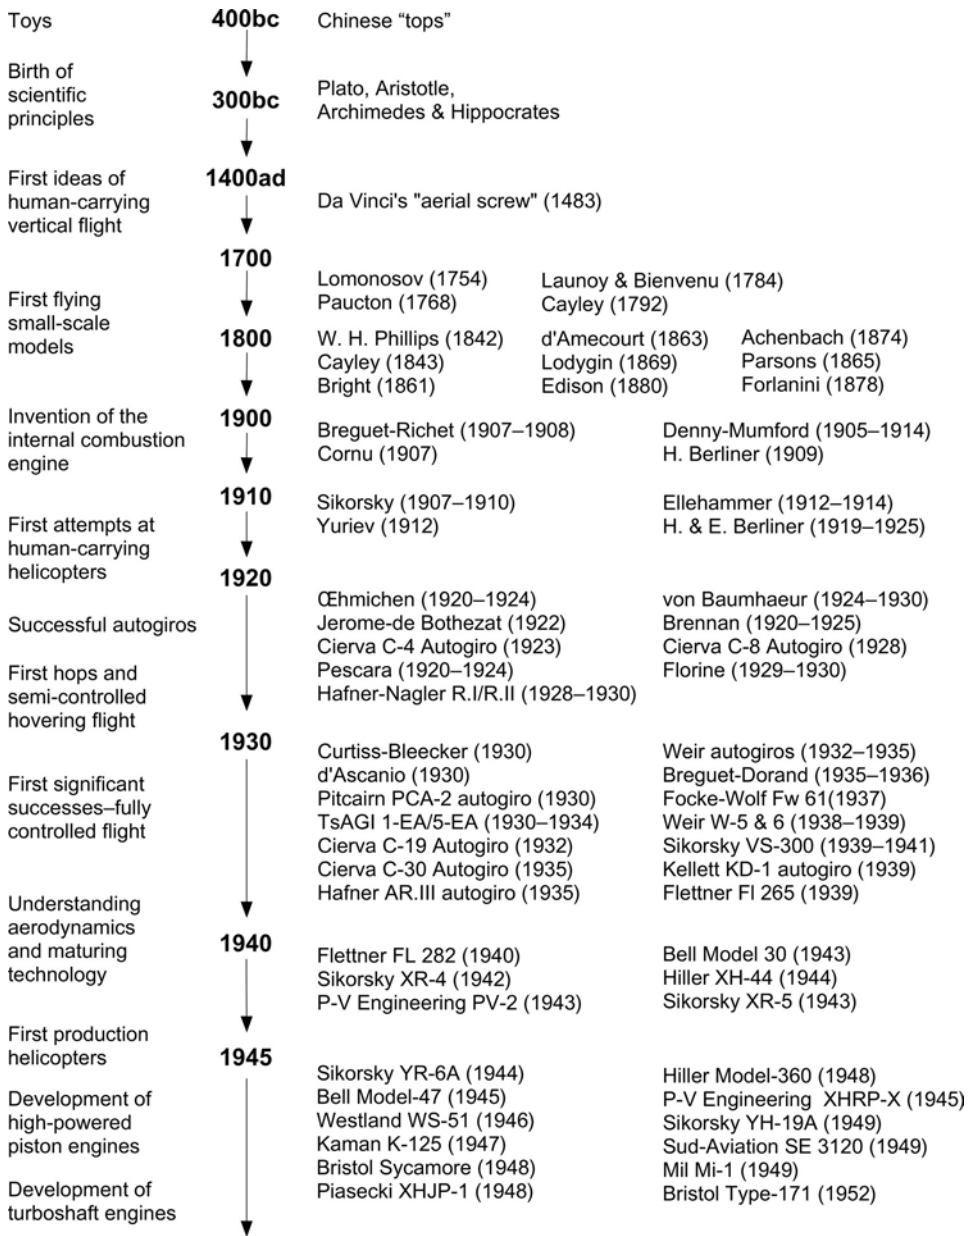 Toys
400bc
Chinese “tops”
Birth of
scientific
principles
300bc
Plato, Aristotle,
Archimedes & Hippocrates
First ideas of
human-carrying
vertical flight
1400ad
Da Vinci's "aerial screw" (1483)
1700
Lomonosov (1754)
Launoy & Bienvenu (1784)
Paucton (1768)
Cayley (1792)
First flying
small-scale
models
1800
W. H. Phillips (1842)
d'Amecourt (1863)
Achenbach (1874)
Cayley (1843)
Lodygin (1869)
Parsons (1865)
Bright (1861)
Edison (1880)
Forlanini (1878)
Invention of the
internal combustion
engine
1900
Breguet-Richet (1907–1908)
Denny-Mumford (1905–1914)
Cornu (1907)
H. Berliner (1909)
1910
Sikorsky (1907–1910)
Ellehammer (1912–1914)
Yuriev (1912)
H. & E. Berliner (1919–1925)
First attempts at
human-carrying
helicopters
1920
Œhmichen (1920–1924)
von Baumhaeur (1924–1930)
Jerome-de Bothezat (1922)
Brennan (1920–1925)
Cierva C-4 Autogiro (1923)
Cierva C-8 Autogiro (1928)
Pescara (1920–1924)
Florine (1929–1930)
Hafner-Nagler R.I/R.II (1928–1930)
Successful autogiros
First hops and
semi-controlled
hovering flight
1930
Curtiss-Bleecker (1930)
Weir autogiros (1932–1935)
d'Ascanio (1930)
Breguet-Dorand (1935–1936)
Pitcairn PCA-2 autogiro (1930)
Focke-Wolf Fw 61(1937)
TsAGI 1-EA/5-EA (1930–1934)
Weir W-5 & 6 (1938–1939)
Cierva C-19 Autogiro (1932)
Sikorsky VS-300 (1939–1941)
Cierva C-30 Autogiro (1935)
Kellett KD-1 autogiro (1939)
Hafner AR.III autogiro (1935)
Flettner Fl 265 (1939)
First significant
successes–fully
controlled flight
Understanding
aerodynamics
and maturing
technology
1940
Flettner FL 282 (1940)
Bell Model 30 (1943)
Sikorsky XR-4 (1942)
Hiller XH-44 (1944)
P-V Engineering PV-2 (1943)
Sikorsky XR-5 (1943)
First production
helicopters
1945
Sikorsky YR-6A (1944)
Hiller Model-360 (1948)
Bell Model-47 (1945)
P-V Engineering XHRP-X (1945)
Westland WS-51 (1946)
Sikorsky YH-19A (1949)
Kaman K-125 (1947)
Sud-Aviation SE 3120 (1949)
Bristol Sycamore (1948)
Mil Mi-1 (1949)
Piasecki XHJP-1 (1948)
Bristol Type-171 (1952)
Development of
high-powered
piston engines
Development of
turboshaft engines